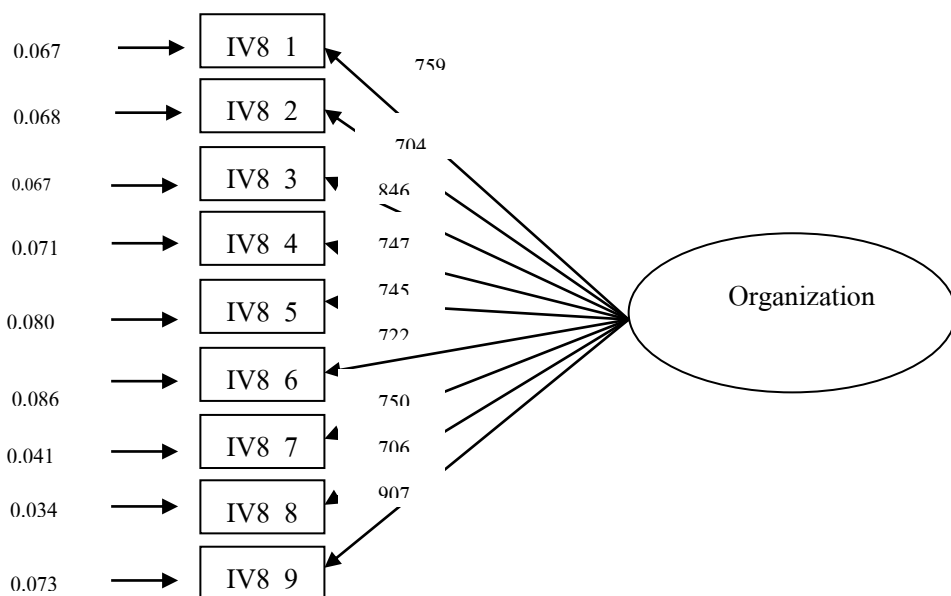 0.067
IV8 1
759
0.068
IV8 2
704
0.067
IV8 3
846
0.071
IV8 4
747
Organization
0.080
IV8 5
745
722
0.086
IV8 6
750
0.041
IV8 7
706
0.034
IV8 8
907
0.073
IV8 9